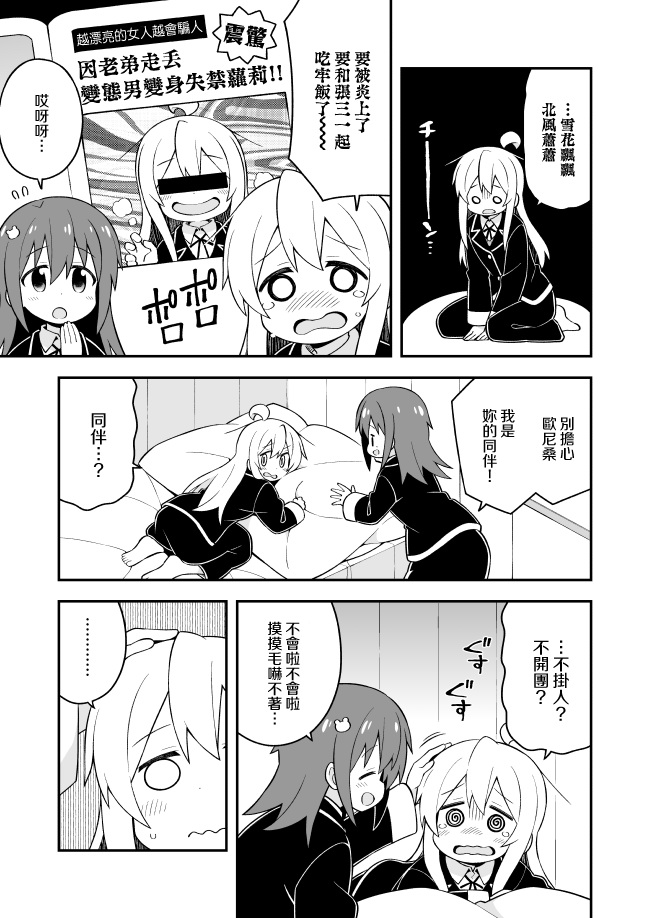 …雪花飄飄
北風蕭蕭
チーーン…
要被炎上了
要和張三一起
吃牢飯了~~~
震驚
越漂亮的女人越會騙人
因老弟走丟
變態男變身失禁蘿莉!!
哎呀呀…
ポロポロ
別擔心
歐尼桑
我是
妳的同伴!
同伴…?
…不掛人?
不開團?
ぐすぐす
不會啦不會啦
摸摸毛嚇不著…
…………